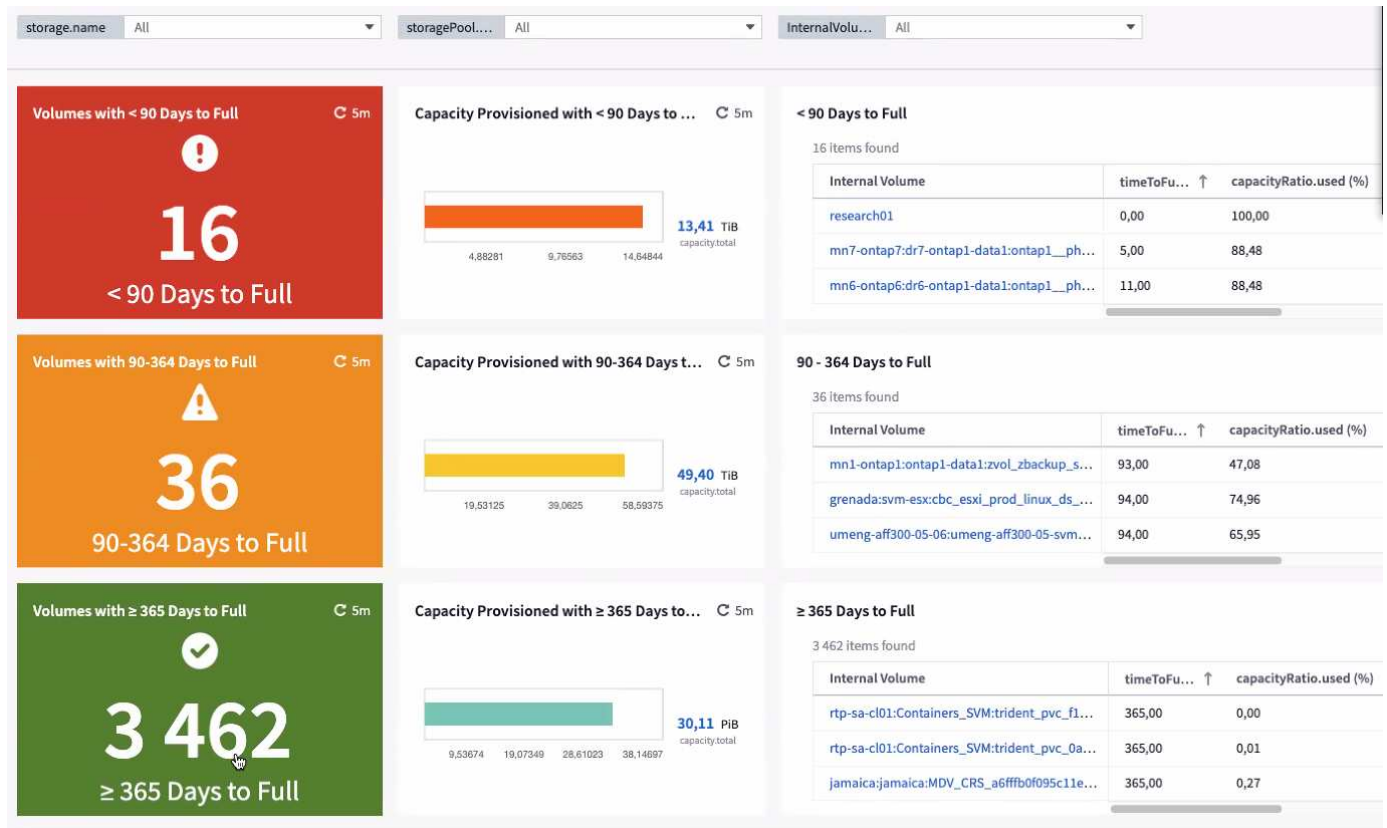 storage.name All storagePool.... All InternalVolu... All
Volumes with < 90 Days to Full 5m
16
< 90 Days to Full
Capacity Provisioned with < 90 Days to ... 5m
13,41 TiB
capacity.total
4,88281 9,76563 14,64844
< 90 Days to Full
16 items found
Internal Volume timeToFu... ↑ capacityRatio.used (%)
research01 0,00 100,00
mn7-ontap7:dr7-ontap1-data1:ontap1__ph... 5,00 88,48
mn6-ontap6:dr6-ontap1-data1:ontap1__ph... 11,00 88,48
Volumes with 90-364 Days to Full 5m
36
90-364 Days to Full
Capacity Provisioned with 90-364 Days t... 5m
49,40 TiB
capacity.total
19,53125 39,0625 58,59375
90 - 364 Days to Full
36 items found
Internal Volume timeToFu... ↑ capacityRatio.used (%)
mn1-ontap1:ontap1-data1:zvol_zbackup_s... 93,00 47,08
grenada:svm-esx:cbc_esxi_prod_linux_ds_... 94,00 74,96
umeng-aff300-05-06:umeng-aff300-05-svm... 94,00 65,95
Volumes with ≥ 365 Days to Full 5m
3 462
≥ 365 Days to Full
Capacity Provisioned with ≥ 365 Days to... 5m
30,11 PiB
capacity.total
9,53674 19,07349 28,61023 38,14697
≥ 365 Days to Full
3 462 items found
Internal Volume timeToFu... ↑ capacityRatio.used (%)
rtp-sa-cl01:Containers_SVM:trident_pvc_f1... 365,00 0,00
rtp-sa-cl01:Containers_SVM:trident_pvc_0a... 365,00 0,01
jamaica:jamaica:MDV_CRS_a6fffb0f095c11e... 365,00 0,27